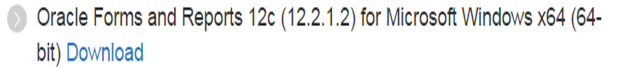 Oracle Forms and Reports 12c (12.2.1.2) for Microsoft Windows x64 (64-
bit) Download